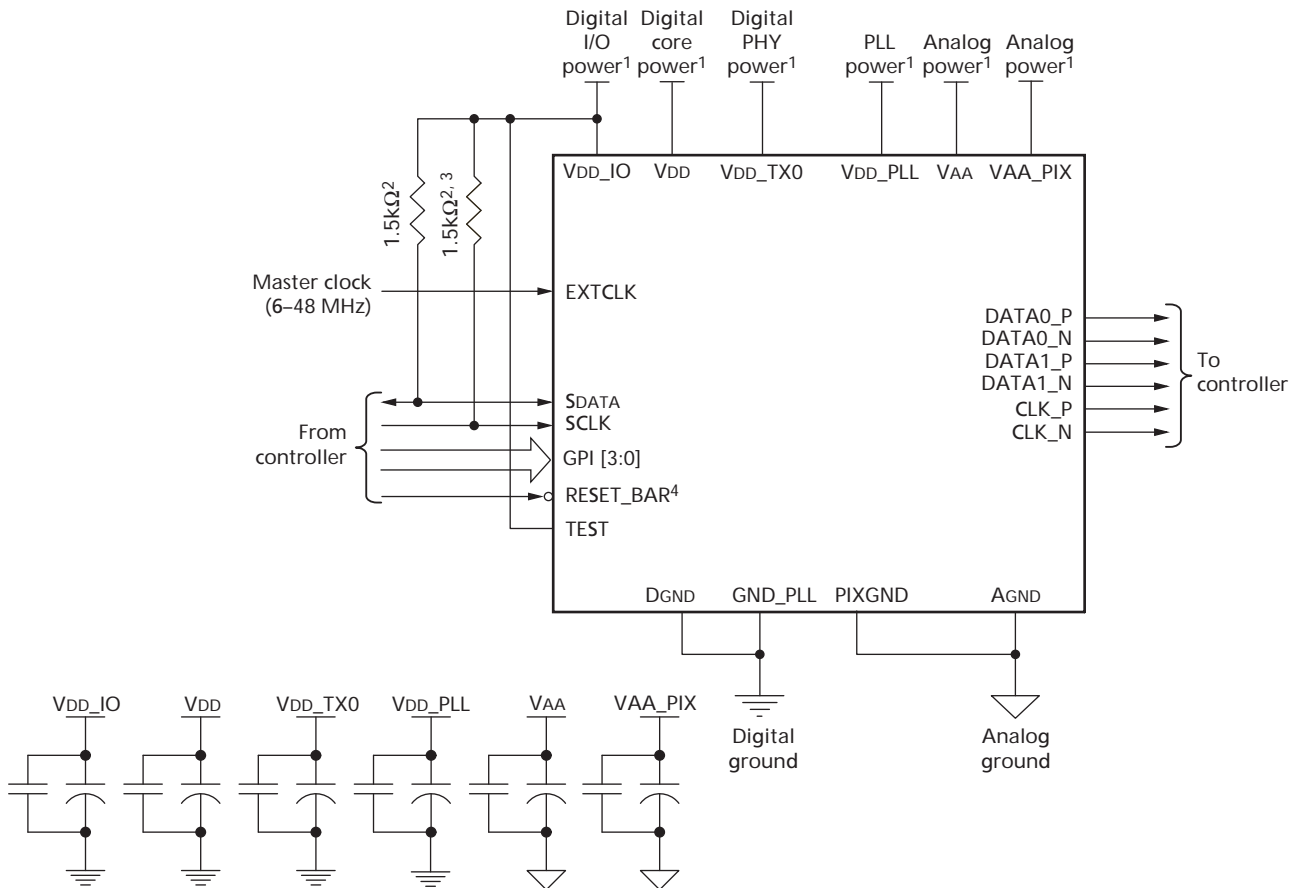 Digital
I/O
power1
Digital
core
power1
Digital
PHY
power1
PLL
power1
Analog
power1
Analog
power1
VDD_IO
VDD
VDD_TX0
VDD_PLL
VAA
VAA_PIX
1.5kΩ2
1.5kΩ2, 3
Master clock
(6–48 MHz)
EXTCLK
DATA0_P
DATA0_N
DATA1_P
DATA1_N
CLK_P
CLK_N
To
controller
From
controller
SDATA
SCLK
GPI [3:0]
RESET_BAR4
TEST
DGND
GND_PLL
PIXGND
AGND
Digital
ground
Analog
ground
VDD_IO
VDD
VDD_TX0
VDD_PLL
VAA
VAA_PIX